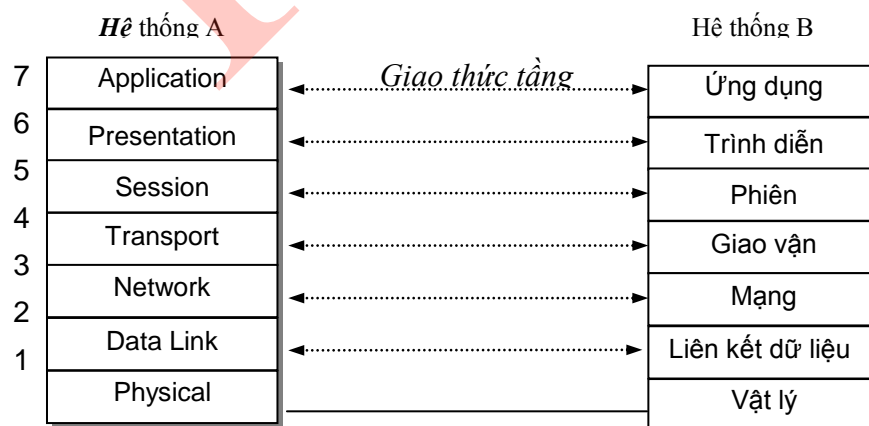 Hệ thống A
Hệ thống B
7 Application Giao thức tầng Ứng dụng
6 Presentation Trình diễn
5 Session Phiên
4 Transport Giao vận
3 Network Mạng
2 Data Link Liên kết dữ liệu
1 Physical Vật lý